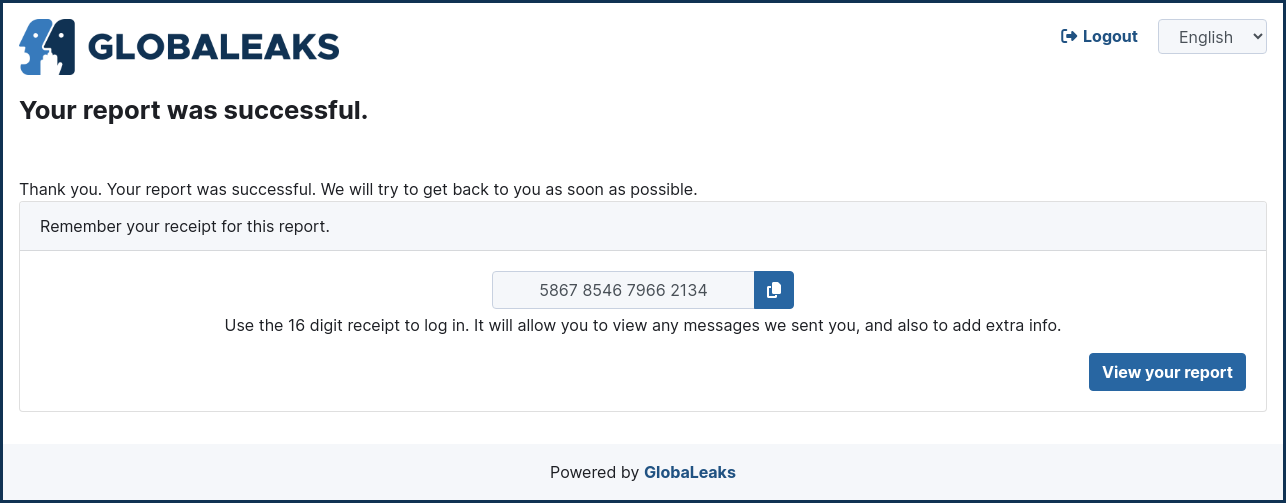 GLOBALEAKS
Logout
English
Your report was successful.
Thank you. Your report was successful. We will try to get back to you as soon as possible.
Remember your receipt for this report.
5867 8546 7966 2134
Use the 16 digit receipt to log in. It will allow you to view any messages we sent you, and also to add extra info.
View your report
Powered by GlobaLeaks